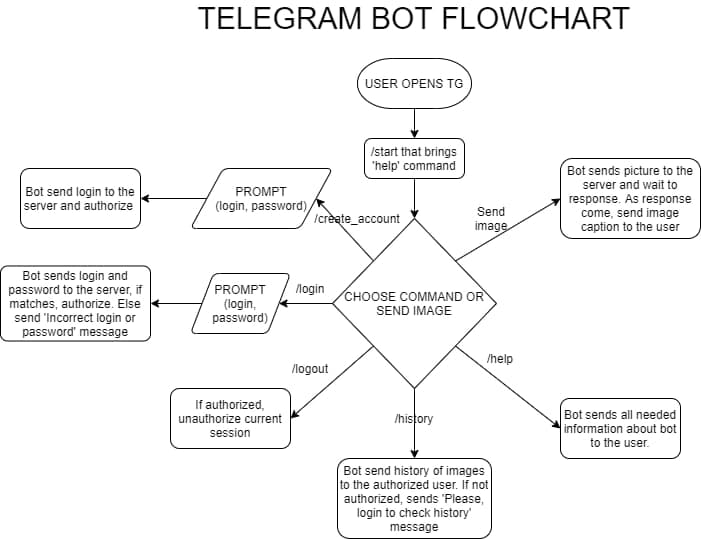 TELEGRAM BOT FLOWCHART
USER OPENS TG
/start that brings
'help' command
Bot send login to the
server and authorize
PROMPT
(login, password)
/create_account
Send
image
Bot sends picture to the
server and wait to
response. As response
come, send image
caption to the user
Bot sends login and
password to the server, if
matches, authorize. Else
send 'Incorrect login or
password' message
PROMPT
(login,
password)
/login
CHOOSE COMMAND OR
SEND IMAGE
/logout
/help
If authorized,
unauthorize current
session
/history
Bot sends all needed
information about bot
to the user.
Bot send history of images
to the authorized user. If not
authorized, sends 'Please,
login to check history'
message